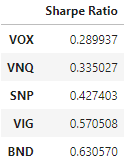 Sharpe Ratio
VOX 0.289937
VNQ 0.335027
SNP 0.427403
VIG 0.570508
BND 0.630570